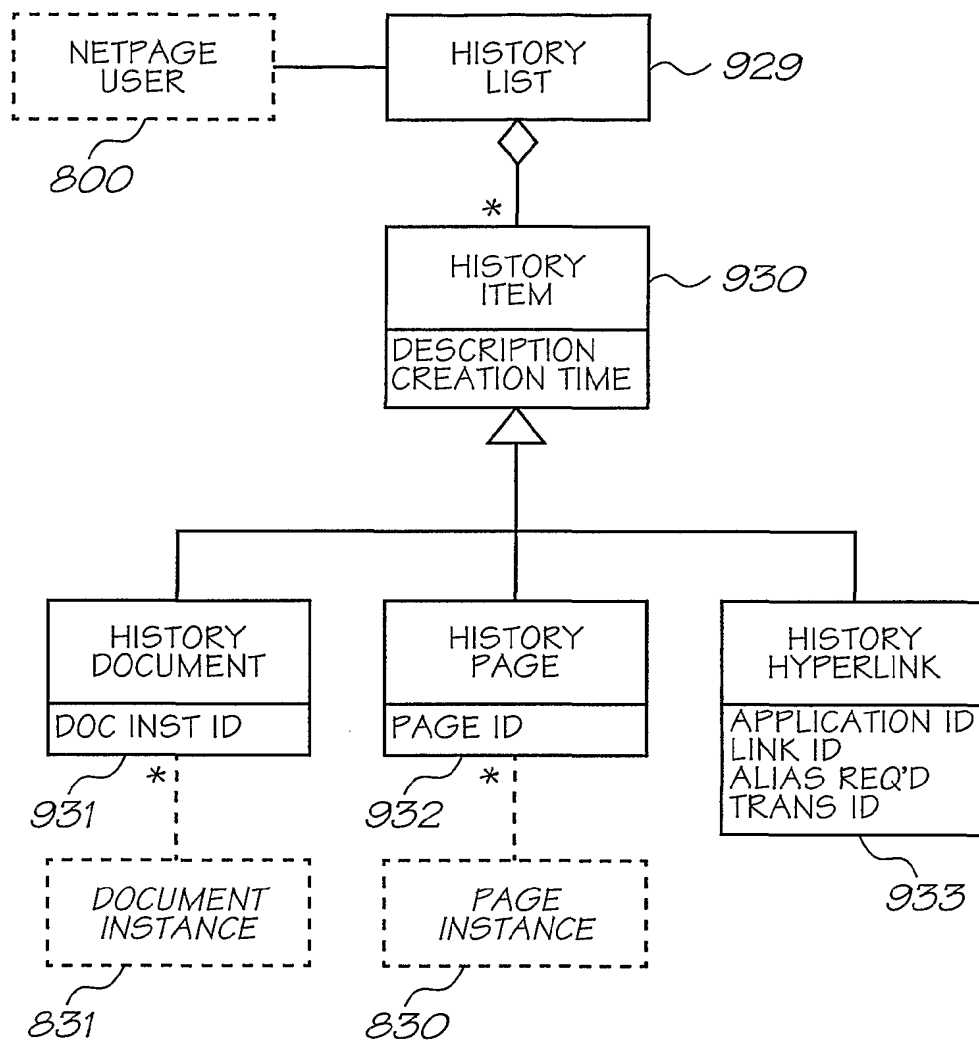 NETPAGE
USER
800
HISTORY
LIST
929
*
HISTORY
ITEM
930
DESCRIPTION
CREATION TIME
HISTORY
DOCUMENT
DOC INST ID
931
*
HISTORY
PAGE
PAGE ID
932
*
HISTORY
HYPERLINK
APPLICATION ID
LINK ID
ALIAS REQ'D
TRANS ID
933
DOCUMENT
INSTANCE
831
PAGE
INSTANCE
830